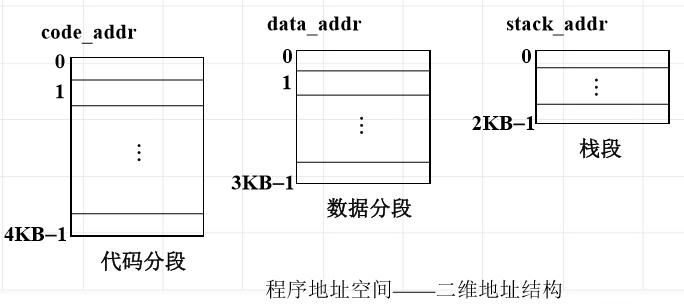 code_addr
0
1
⋮
4KB−1
代码分段
data_addr
0
1
⋮
3KB−1
数据分段
stack_addr
0
⋮
2KB−1
栈段
程序地址空间——二维地址结构